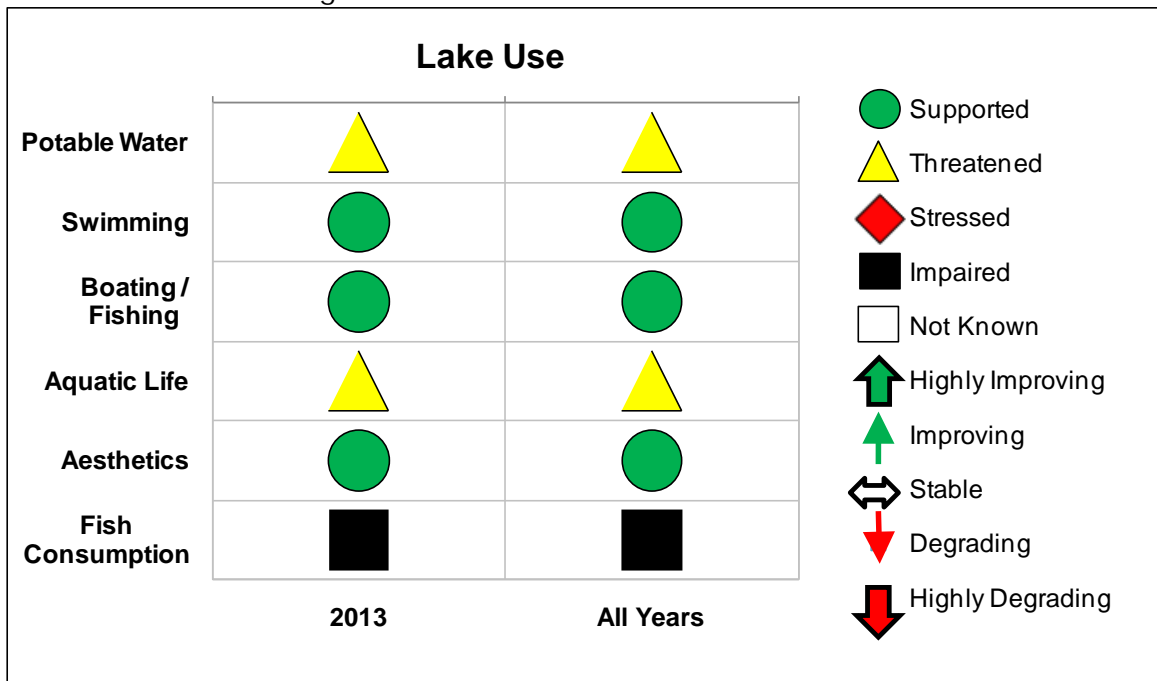 Lake Use
Potable Water
Swimming
Boating /
Fishing
Aquatic Life
Aesthetics
Fish
Consumption
2013
All Years
Supported
Threatened
Stressed
Impaired
Not Known
Highly Improving
Improving
Stable
Degrading
Highly Degrading